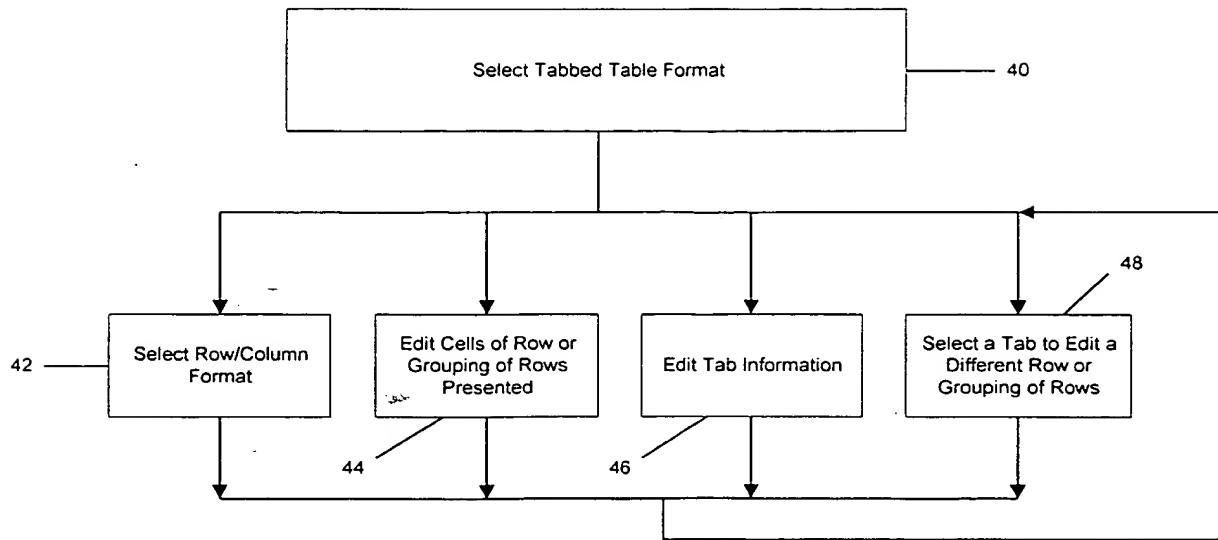 Select Tabbed Table Format
40
48
42
Select Row/Column
Format
Edit Cells of Row or
Grouping of Rows
Presented
Edit Tab Information
Select a Tab to Edit a
Different Row or
Grouping of Rows
44
46